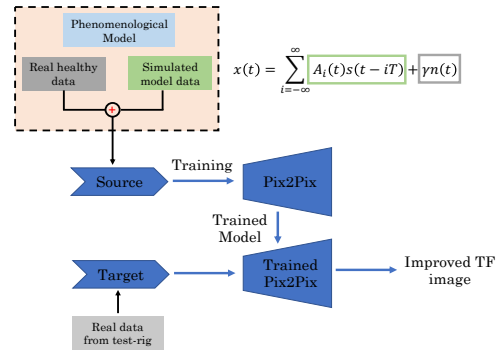 Phenomenological
Model
Real healthy
data
Simulated
model data
+
x(t) = ∑_{i=-∞}^{∞} A_i(t)s(t − iT) + γn(t)
Source
Training
Pix2Pix
Trained
Model
Target
Trained
Pix2Pix
Improved TF
image
Real data
from test-rig